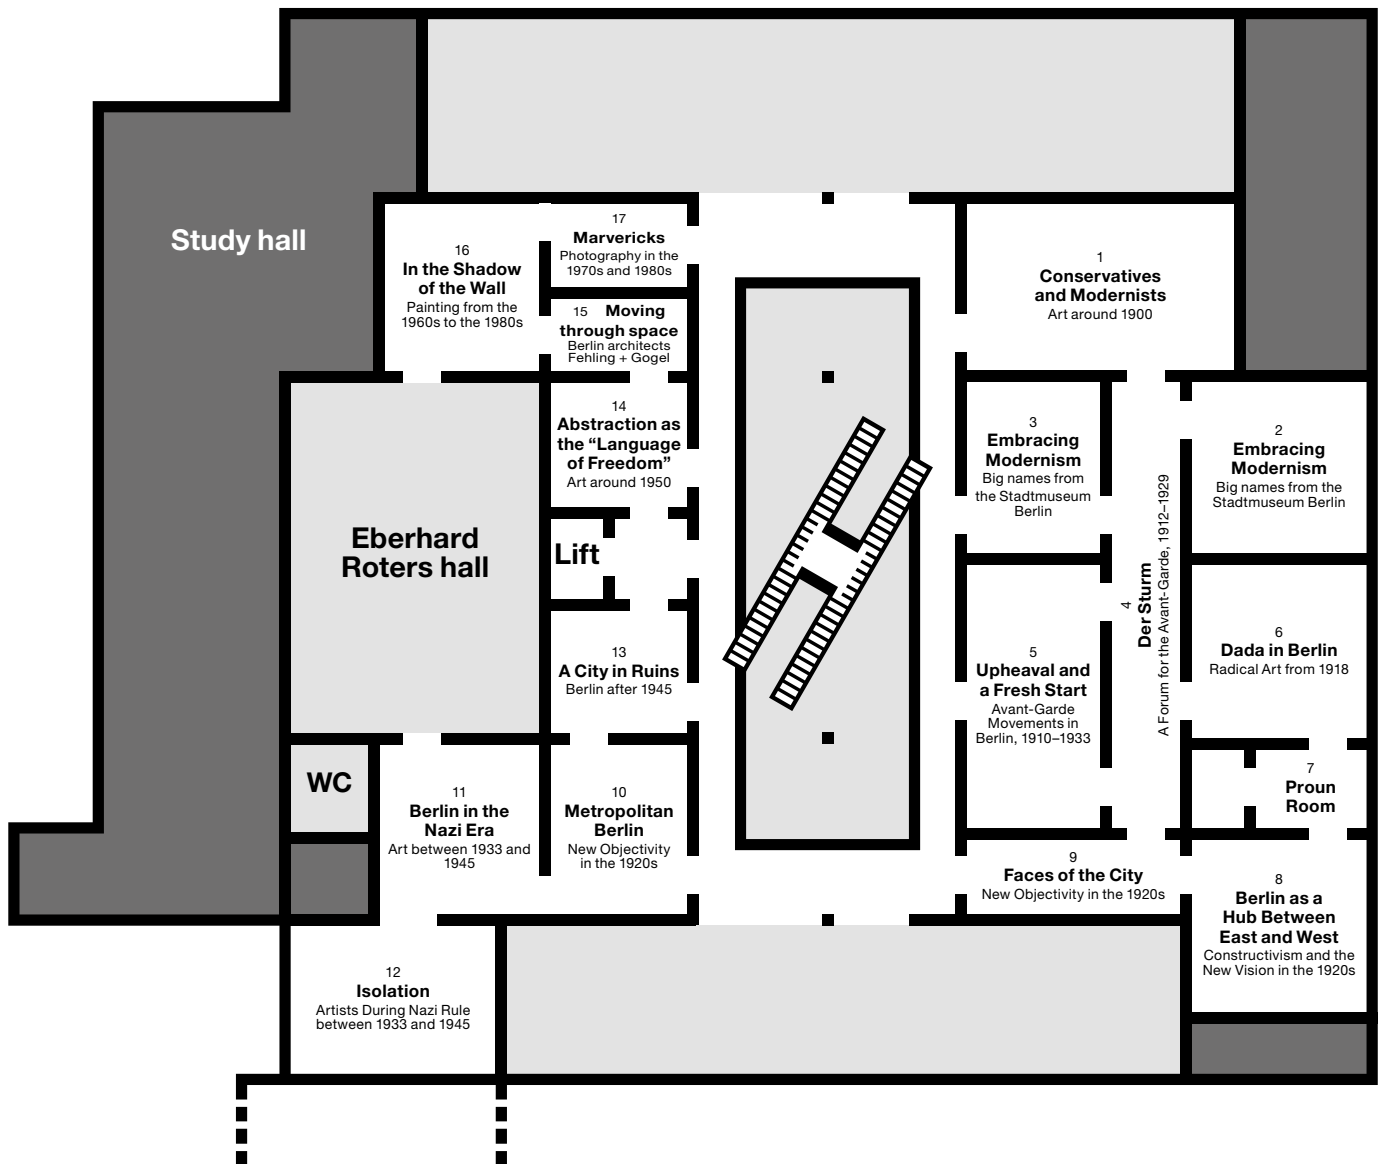 Study hall
16
In the Shadow
of the Wall
Painting from the
1960s to the 1980s
17
Marvericks
Photography in the
1970s and 1980s
15 Moving
through space
Berlin architects
Fehling + Gogel
14
Abstraction as
the “Language
of Freedom”
Art around 1950
Eberhard
Roters hall
Lift
13
A City in Ruins
Berlin after 1945
WC
11
Berlin in the
Nazi Era
Art between 1933 and
1945
10
Metropolitan
Berlin
New Objectivity
in the 1920s
12
Isolation
Artists During Nazi Rule
between 1933 and 1945
1
Conservatives
and Modernists
Art around 1900
3
Embracing
Modernism
Big names from
the Stadtmuseum
Berlin
2
Embracing
Modernism
Big names from the
Stadtmuseum Berlin
4
Der Sturm
A Forum for the Avant-Garde, 1912–1929
5
Upheaval and
a Fresh Start
Avant-Garde
Movements in
Berlin, 1910–1933
6
Dada in Berlin
Radical Art from 1918
7
Proun
Room
9
Faces of the City
New Objectivity in the 1920s
8
Berlin as a
Hub Between
East and West
Constructivism and the
New Vision in the 1920s